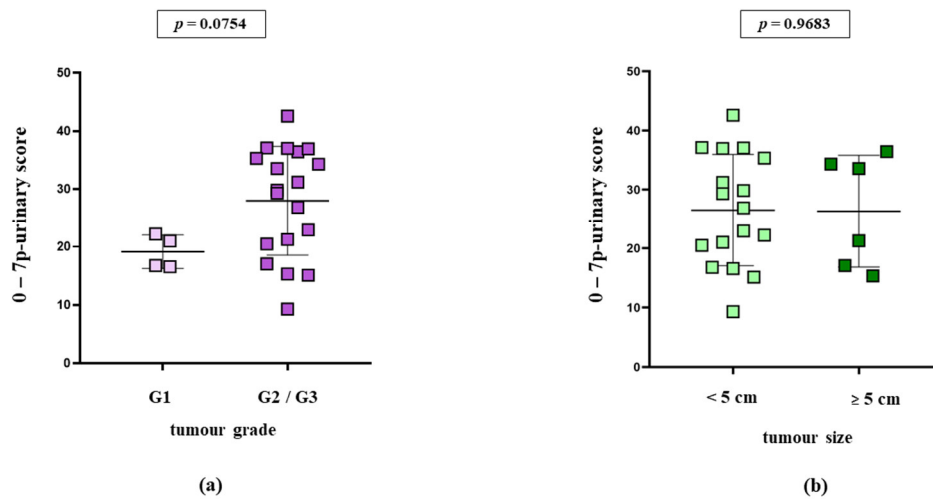 p = 0.0754
50
40
30
20
10
0
0 – 7p-urinary score
G1 G2 / G3
tumour grade
(a)
p = 0.9683
50
40
30
20
10
0
0 – 7p-urinary score
< 5 cm ≥ 5 cm
tumour size
(b)